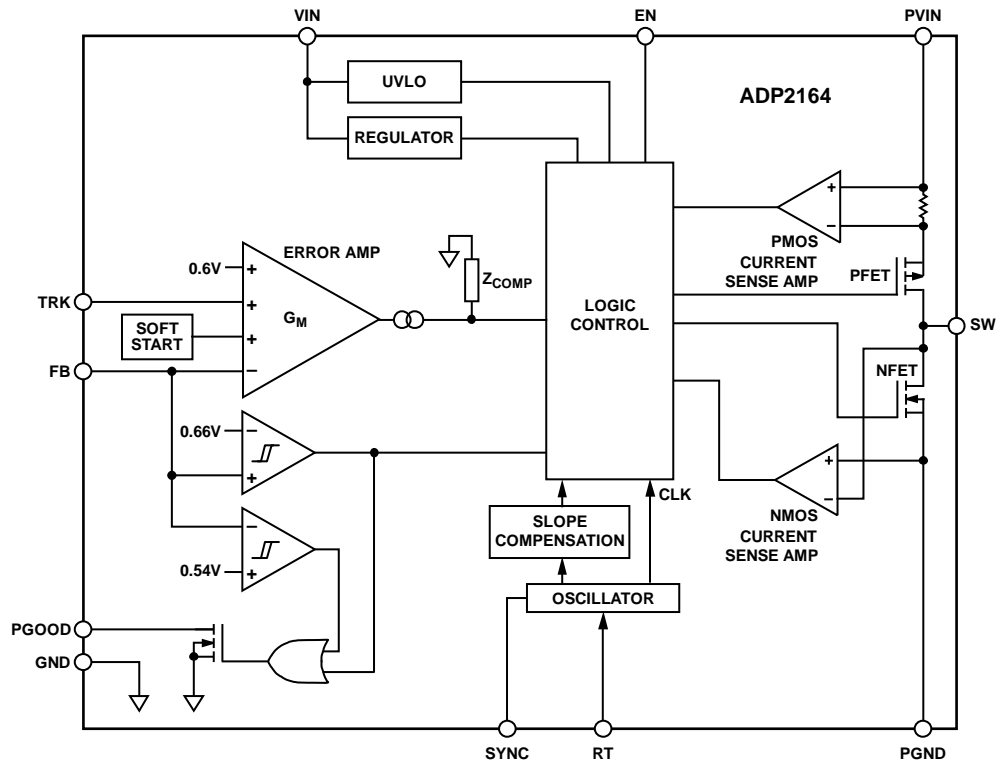 VIN
EN
PVIN
UVLO
ADP2164
REGULATOR
+
−
PMOS
CURRENT
SENSE AMP
ERROR AMP
0.6V
+
ZCOMP
PFET
TRK
+
GM
LOGIC
CONTROL
SOFT
START
+
SW
FB
−
NFET
0.66V
−
+
+
−
CLK
NMOS
CURRENT
SENSE AMP
SLOPE
COMPENSATION
−
0.54V
+
OSCILLATOR
PGOOD
GND
SYNC
RT
PGND